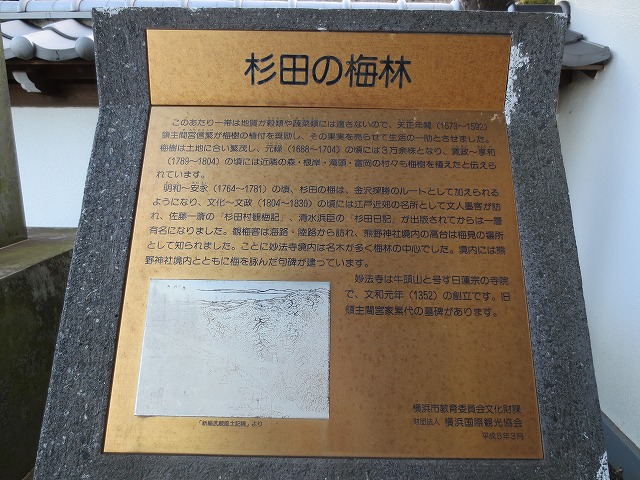 杉田の梅林
このあたり一帯は地質が穀類や蔬菜類には適さないので、天正年間（1573～1592）
領主間宮信繁が梅樹の植付を奨励し、その果実を売らせて生活の一助とさせました。
梅樹は土地に合い繁茂し、元禄（1688～1704）の頃には3万余株となり、寛政～享和
（1789～1804）の頃には近隣の森・根岸・滝頭・富岡の村々も梅樹を植えたと伝えら
れています。
明和～安永（1764～1781）の頃、杉田の梅は、金沢探勝のルートとして加えられる
ようになり、文化～文政（1804～1830）の頃には江戸近郊の名所として文人墨客が訪
れ、佐藤一斎の「杉田村観梅記」、清水浜臣の「杉田日記」が出版されてからは一層
有名になりました。観梅客は海路・陸路から訪れ、熊野神社境内の高台は梅見の場所
として知られました。ことに妙法寺境内は名木が多く梅林の中心でした。境内には熊
野神社境内とともに梅を詠んだ句碑が建っています。
妙法寺は牛頭山と号す日蓮宗の寺院
で、文和元年（1352）の創立です。旧
領主間宮家累代の墓碑があります。
「新編武蔵風土記稿」より
横浜市教育委員会文化財課
財団法人 横浜国際観光協会
平成5年3月